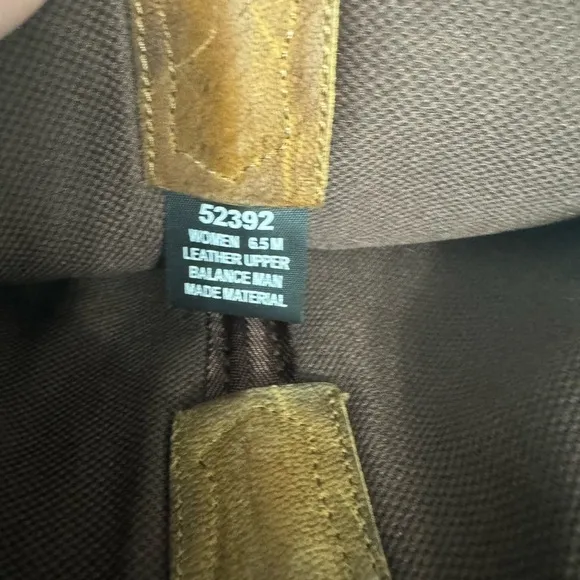 52392
WOMEN 6.5 M
LEATHER UPPER
BALANCE MAN
MADE MATERIAL